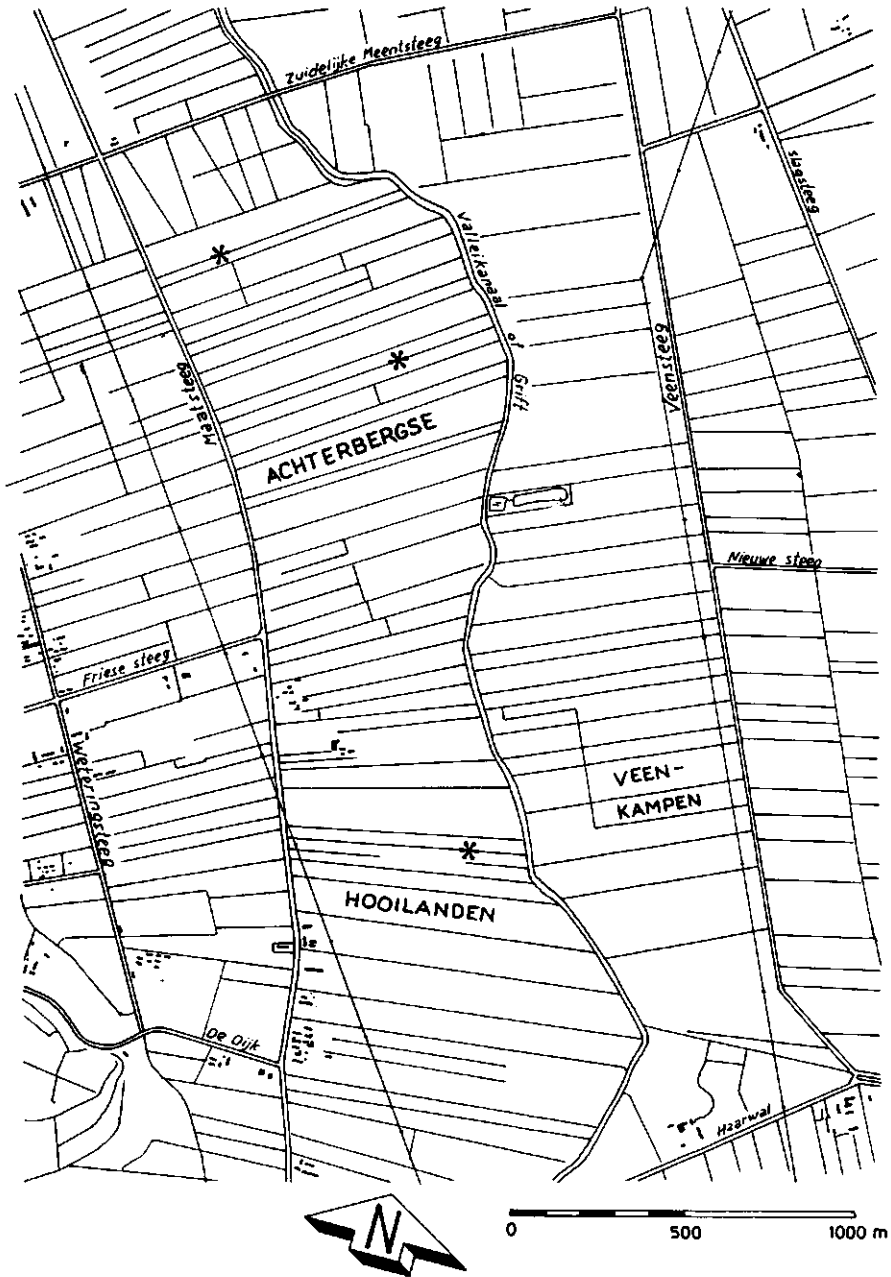 Zuidelijke Meentsteeg
slagsteeg
Valleikanaal of Grift
Veensteeg
Maatsteeg
ACHTERBERGSE
Nieuwe steeg
Friese steeg
Weteringsteeg
VEEN-
KAMPEN
HOOILANDEN
De Dijk
Haarwal
N
0 500 1000 m